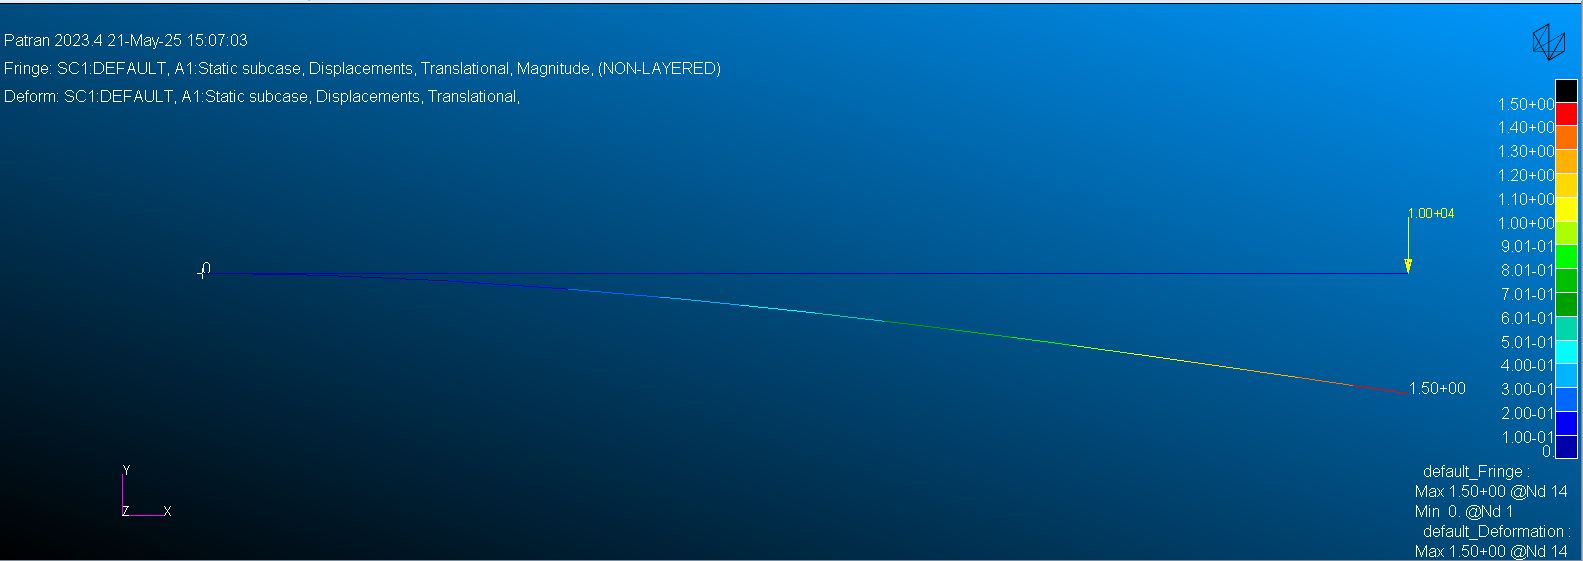 Patran 2023.4 21-May-25 15:07:03
Fringe: SC1:DEFAULT, A1:Static subcase, Displacements, Translational, Magnitude, (NON-LAYERED)
Deform: SC1:DEFAULT, A1:Static subcase, Displacements, Translational,
1.50+00
1.40+00
1.30+00
1.20+00
1.10+00
1.00+00
9.01-01
8.01-01
7.01-01
6.01-01
5.01-01
4.00-01
3.00-01
2.00-01
1.00-01
0.
1.00+04
0
1.50+00
Y
Z X
default_Fringe :
Max 1.50+00 @Nd 14
Min 0. @Nd 1
default_Deformation :
Max 1.50+00 @Nd 14